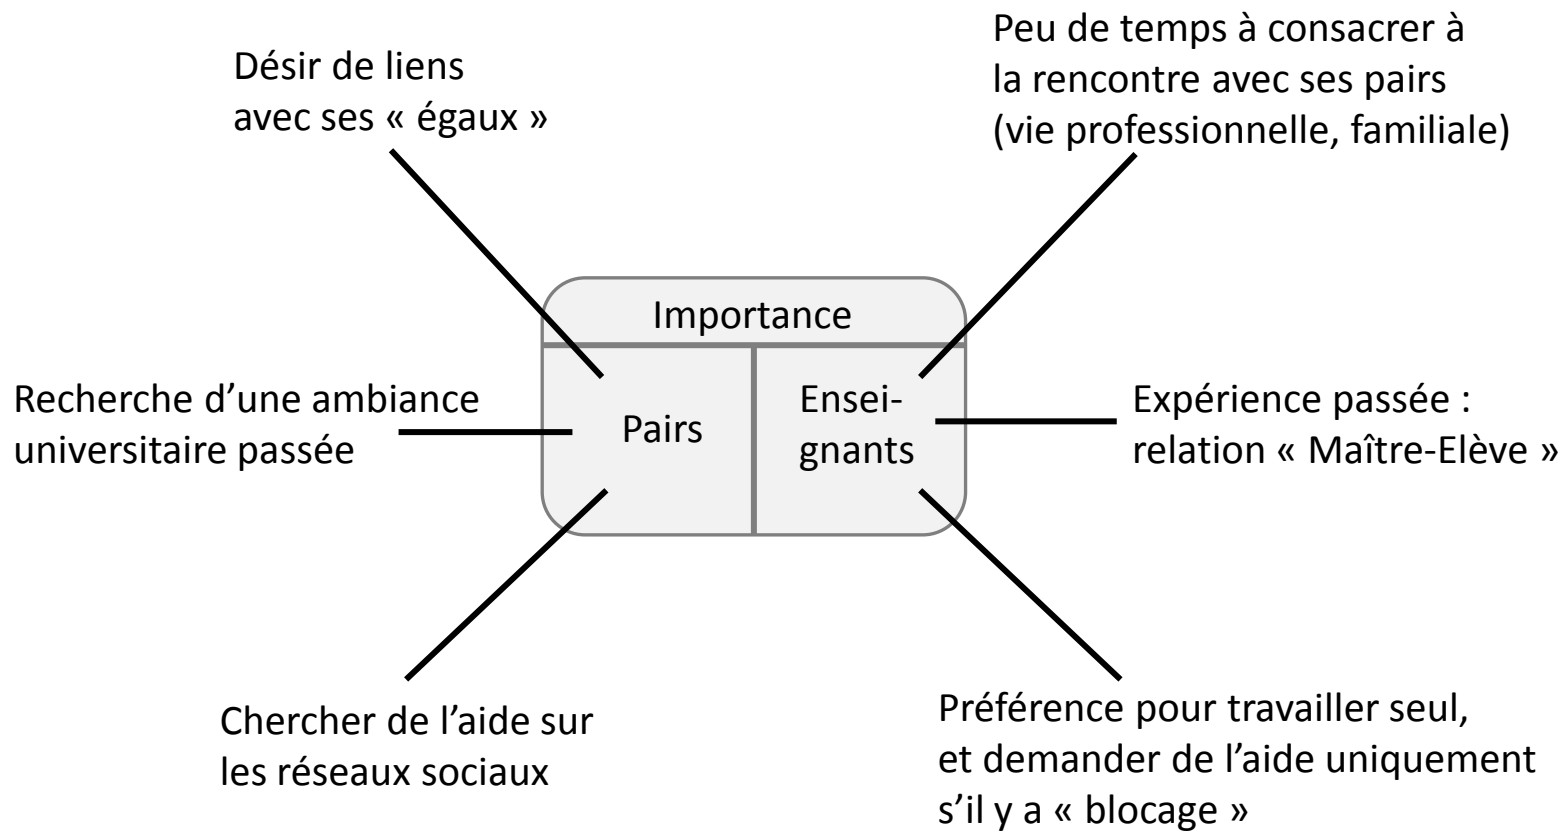 Désir de liens
avec ses « égaux »
Peu de temps à consacrer à
la rencontre avec ses pairs
(vie professionnelle, familiale)
Importance
Recherche d’une ambiance
universitaire passée
Pairs
Ensei-
gnants
Expérience passée :
relation « Maître-Elève »
Chercher de l’aide sur
les réseaux sociaux
Préférence pour travailler seul,
et demander de l’aide uniquement
s’il y a « blocage »